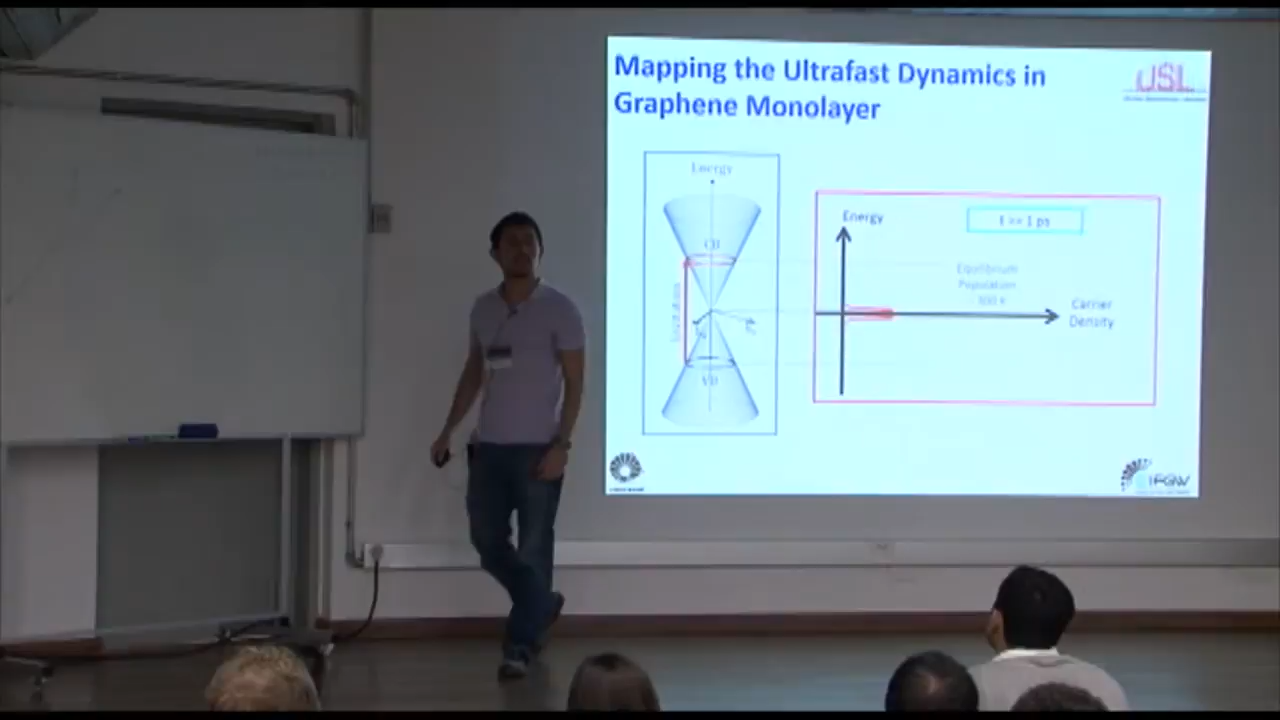 Mapping the Ultrafast Dynamics in
Graphene Monolayer
USL
Energy
CB
VB
Energy
t >> 1 ps
Equilibrium
Population
300 K
Carrier
Density
IFGW